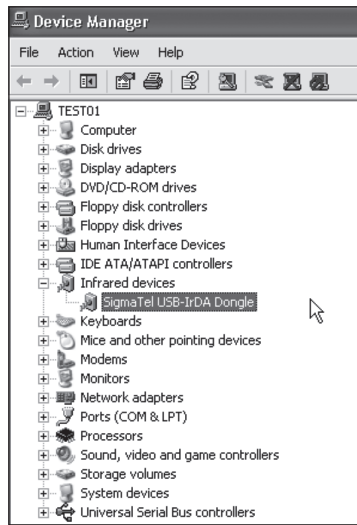 Device Manager
File Action View Help
TEST01
Computer
Disk drives
Display adapters
DVD/CD-ROM drives
Floppy disk controllers
Floppy disk drives
Human Interface Devices
IDE ATA/ATAPI controllers
Infrared devices
SigmaTel USB-IrDA Dongle
Keyboards
Mice and other pointing devices
Modems
Monitors
Network adapters
Ports (COM & LPT)
Processors
Sound, video and game controllers
Storage volumes
System devices
Universal Serial Bus controllers